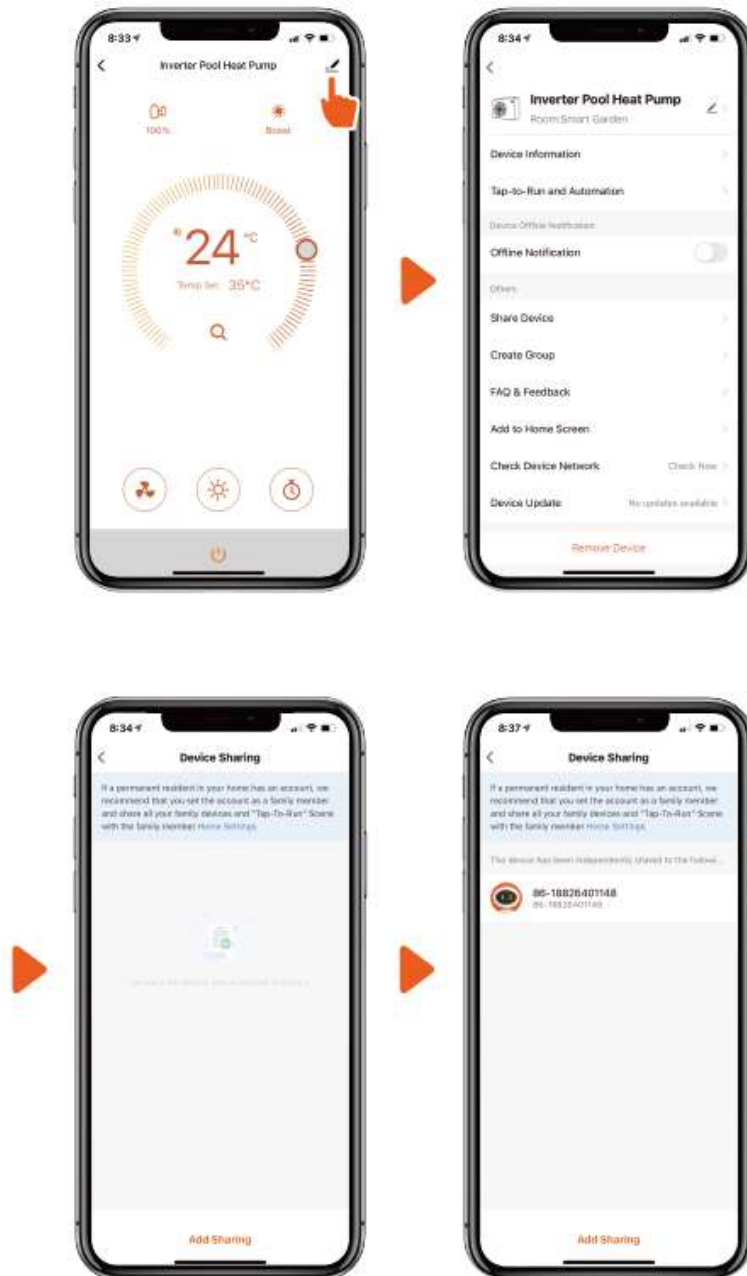 8:33
Inverter Pool Heat Pump
100%
Boost
24 °C
Temp Set 35°C
8:34
Inverter Pool Heat Pump
Room:Smart Garden
Device Information
Tap-to-Run and Automation
Device Offline Notification
Offline Notification
Others
Share Device
Create Group
FAQ & Feedback
Add to Home Screen
Check Device Network Check Now
Device Update No updates available
Remove Device
8:34
Device Sharing
If a permanent resident in your home has an account, we
recommend that you set the account as a family member
and share all your family devices and "Tap-To-Run" Scene
with the family member Home Settings.
Add Sharing
8:37
Device Sharing
If a permanent resident in your home has an account, we
recommend that you set the account as a family member
and share all your family devices and "Tap-To-Run" Scene
with the family member Home Settings.
The device has been independently shared to the followi...
86-18826401148
86-18826401148
Add Sharing